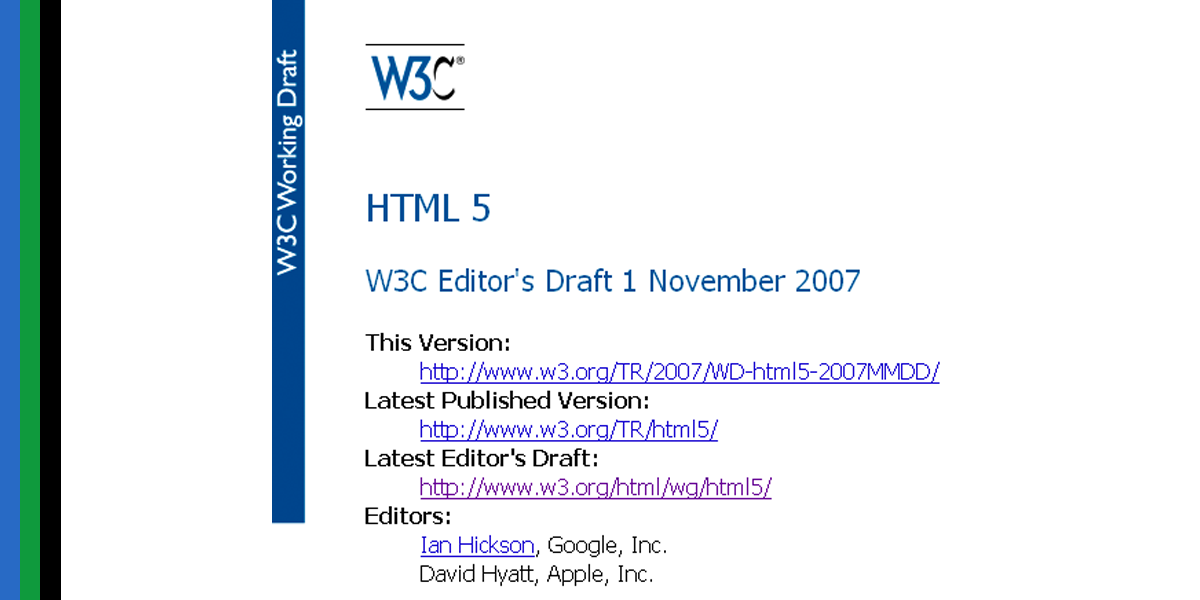 W3C Working Draft
W3C®
HTML 5
W3C Editor's Draft 1 November 2007
This Version:
http://www.w3.org/TR/2007/WD-html5-2007MMDD/
Latest Published Version:
http://www.w3.org/TR/html5/
Latest Editor's Draft:
http://www.w3.org/html/wg/html5/
Editors:
Ian Hickson, Google, Inc.
David Hyatt, Apple, Inc.